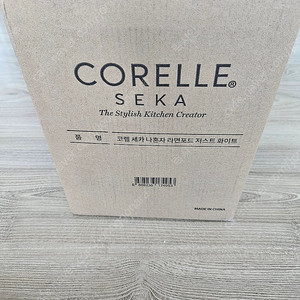 CORELLE®
SEKA
The Stylish Kitchen Creator
품 명 코렐 세카 나혼자 라면포트 저스트 화이트
MADE IN CHINA